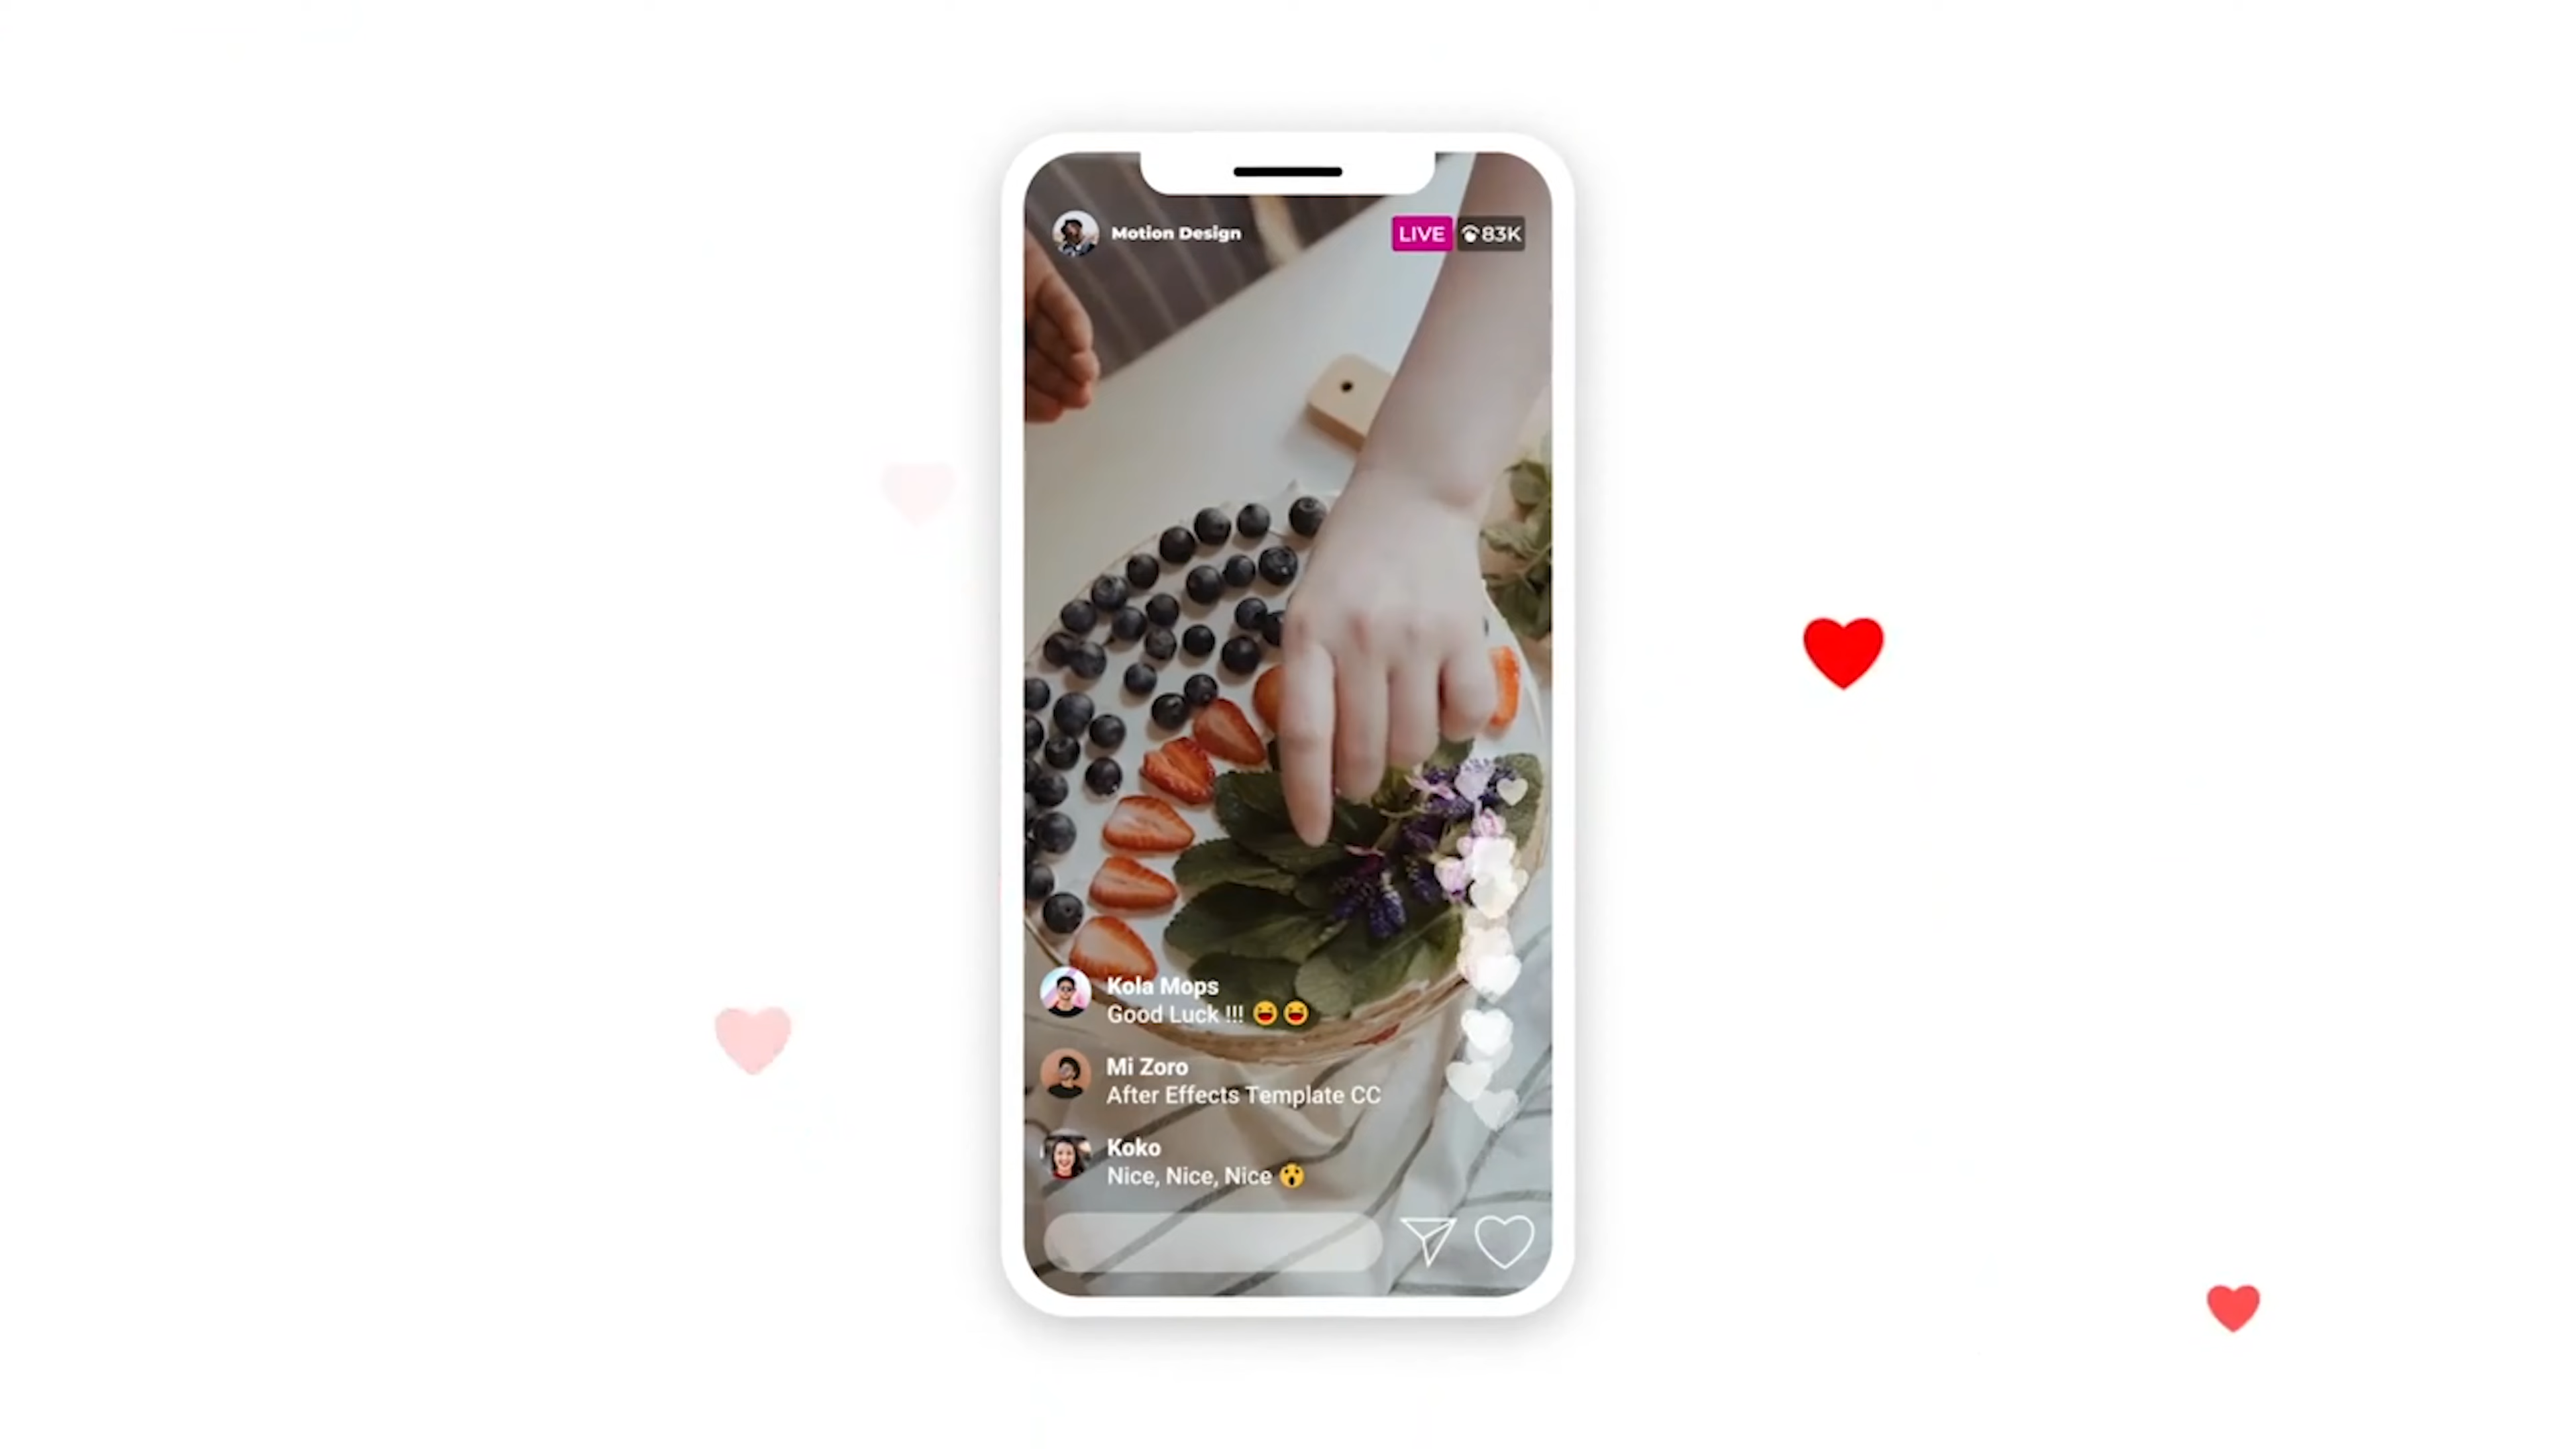 Motion Design
LIVE 83K
Kola Mops
Good Luck !!! 😆 😆
Mi Zoro
After Effects Template CC
Koko
Nice, Nice, Nice 😲